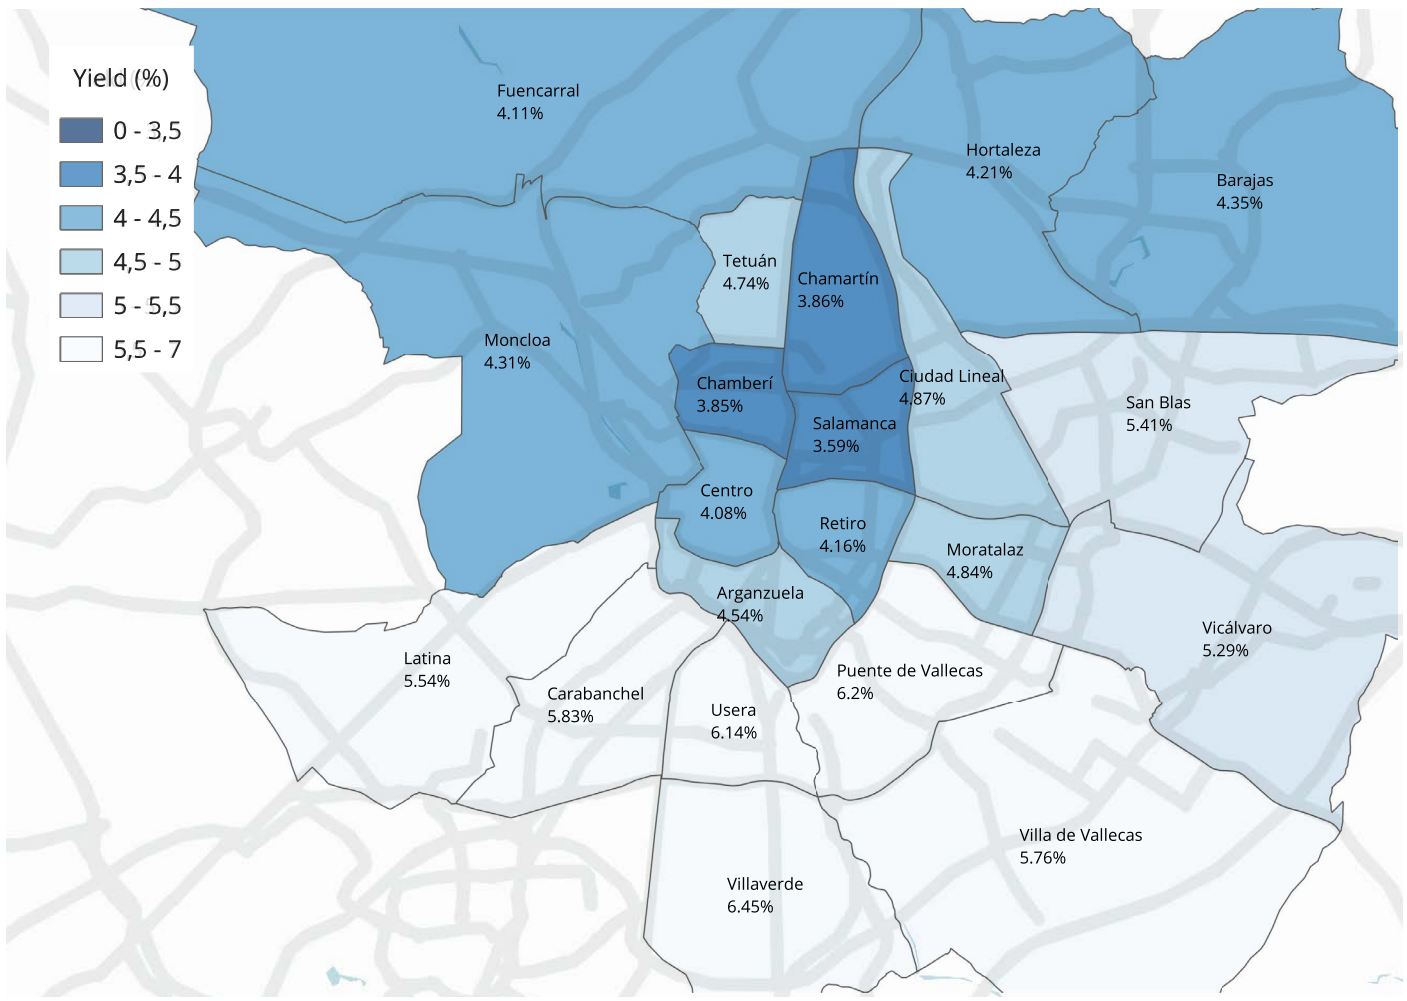 Yield (%)
0 - 3,5
3,5 - 4
4 - 4,5
4,5 - 5
5 - 5,5
5,5 - 7
Fuencarral
4.11%
Hortaleza
4.21%
Barajas
4.35%
Tetuán
4.74%
Chamartín
3.86%
Moncloa
4.31%
Chamberí
3.85%
Ciudad Lineal
4.87%
Salamanca
3.59%
San Blas
5.41%
Centro
4.08%
Retiro
4.16%
Moratalaz
4.84%
Arganzuela
4.54%
Vicálvaro
5.29%
Latina
5.54%
Carabanchel
5.83%
Puente de Vallecas
6.2%
Usera
6.14%
Villa de Vallecas
5.76%
Villaverde
6.45%